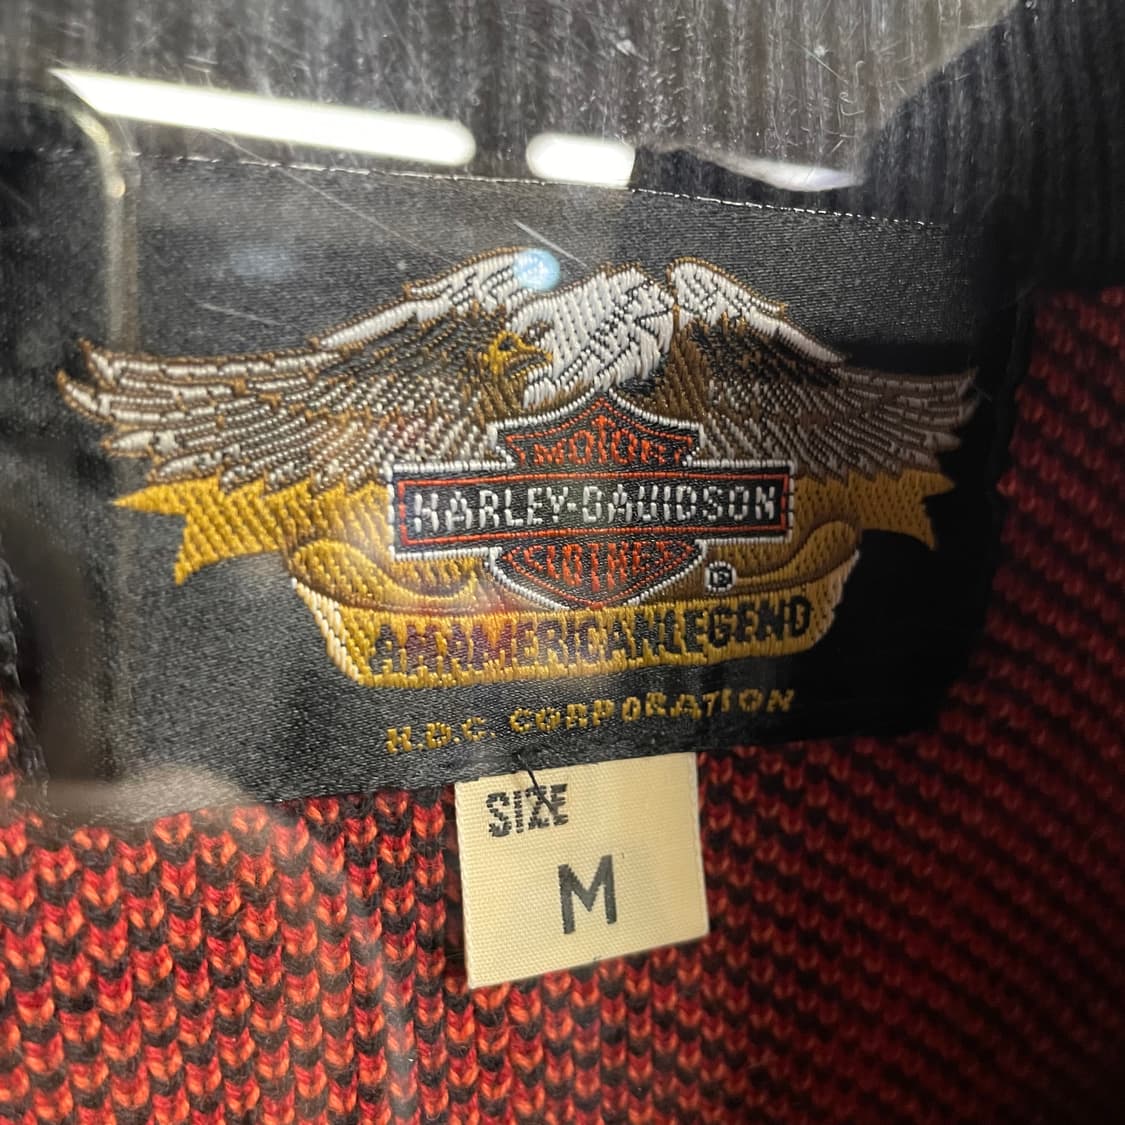 MOTOR
HARLEY-DAVIDSON
CLOTHES
®
AN AMERICAN LEGEND
H.D.C. CORPORATION
SIZE
M